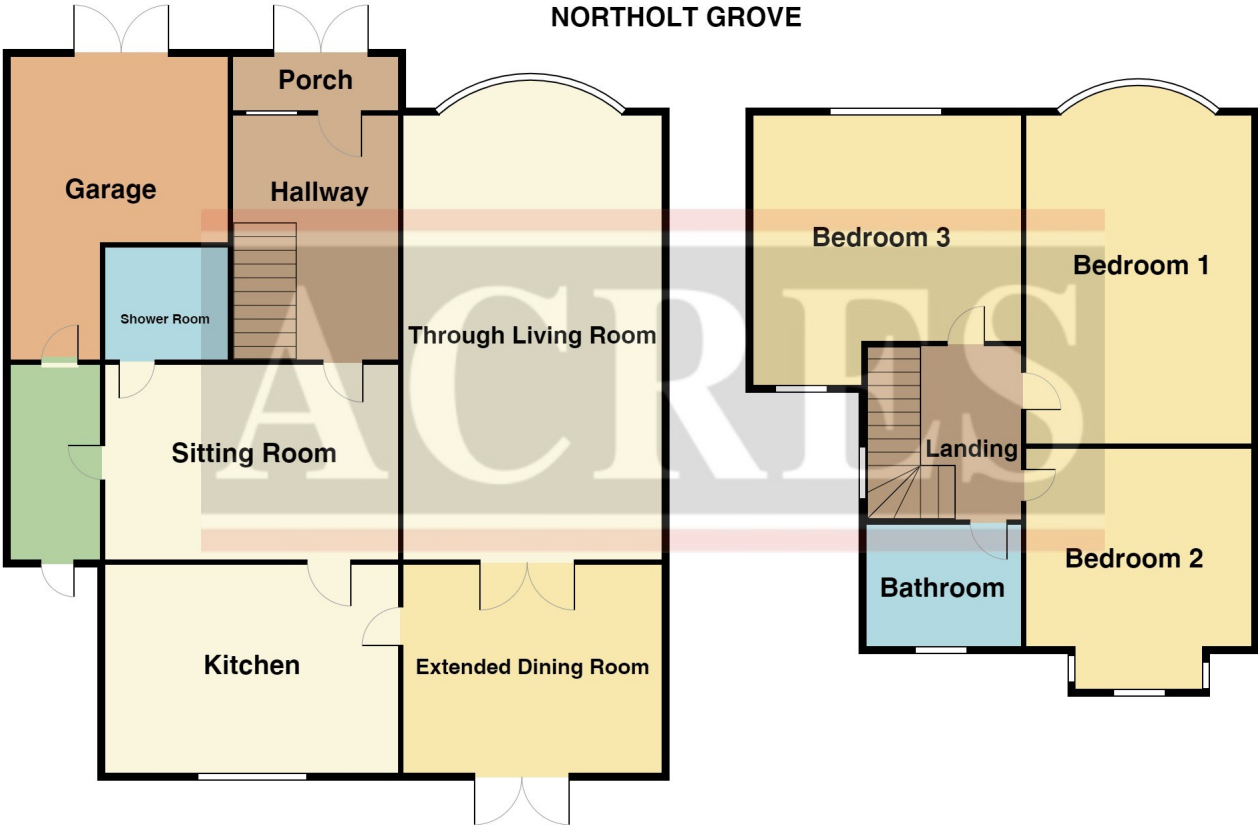 NORTHOLT GROVE
Porch
Garage
Hallway
Shower Room
Through Living Room
Sitting Room
Kitchen
Extended Dining Room
Bedroom 3
Bedroom 1
Landing
Bathroom
Bedroom 2
ACRES